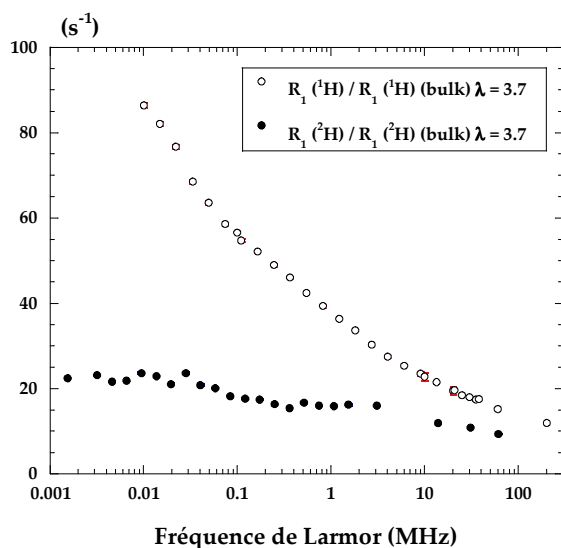 (s⁻¹)
100
80
60
40
20
0
R₁ (¹H) / R₁ (¹H) (bulk) λ = 3.7
R₁ (²H) / R₁ (²H) (bulk) λ = 3.7
0.001 0.01 0.1 1 10 100
Fréquence de Larmor (MHz)